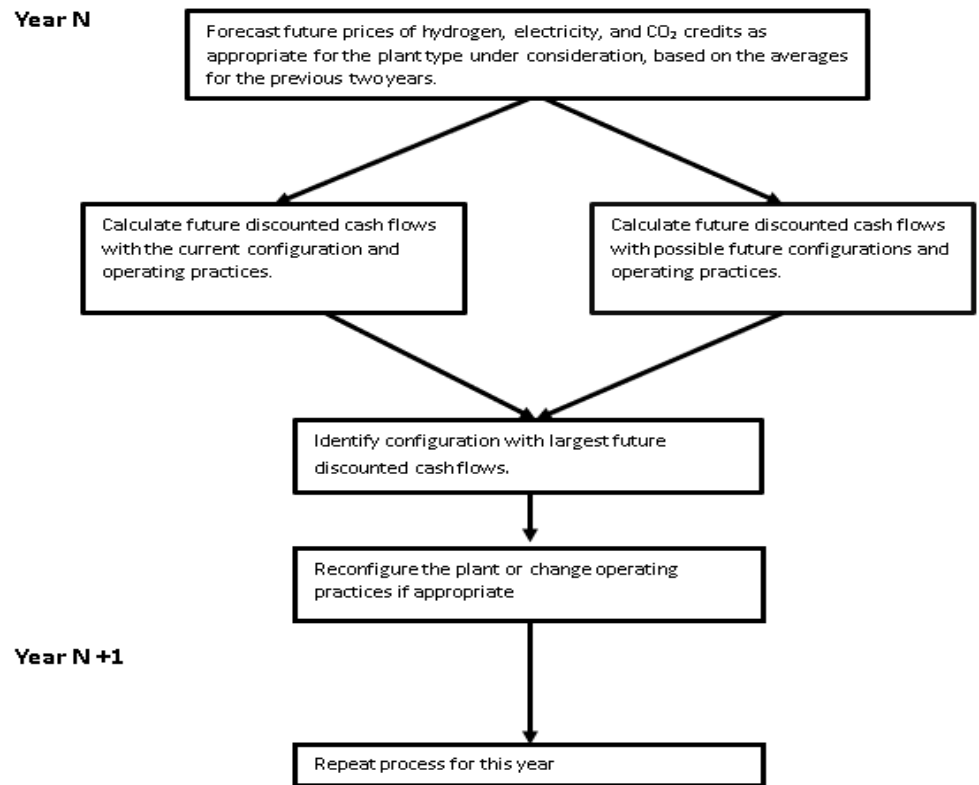 Year N
Forecast future prices of hydrogen, electricity, and CO₂ credits as
appropriate for the plant type under consideration, based on the averages
for the previous two years.
Calculate future discounted cash flows
with the current configuration and
operating practices.
Calculate future discounted cash flows
with possible future configurations and
operating practices.
Identify configuration with largest future
discounted cash flows.
Reconfigure the plant or change operating
practices if appropriate
Year N +1
Repeat process for this year